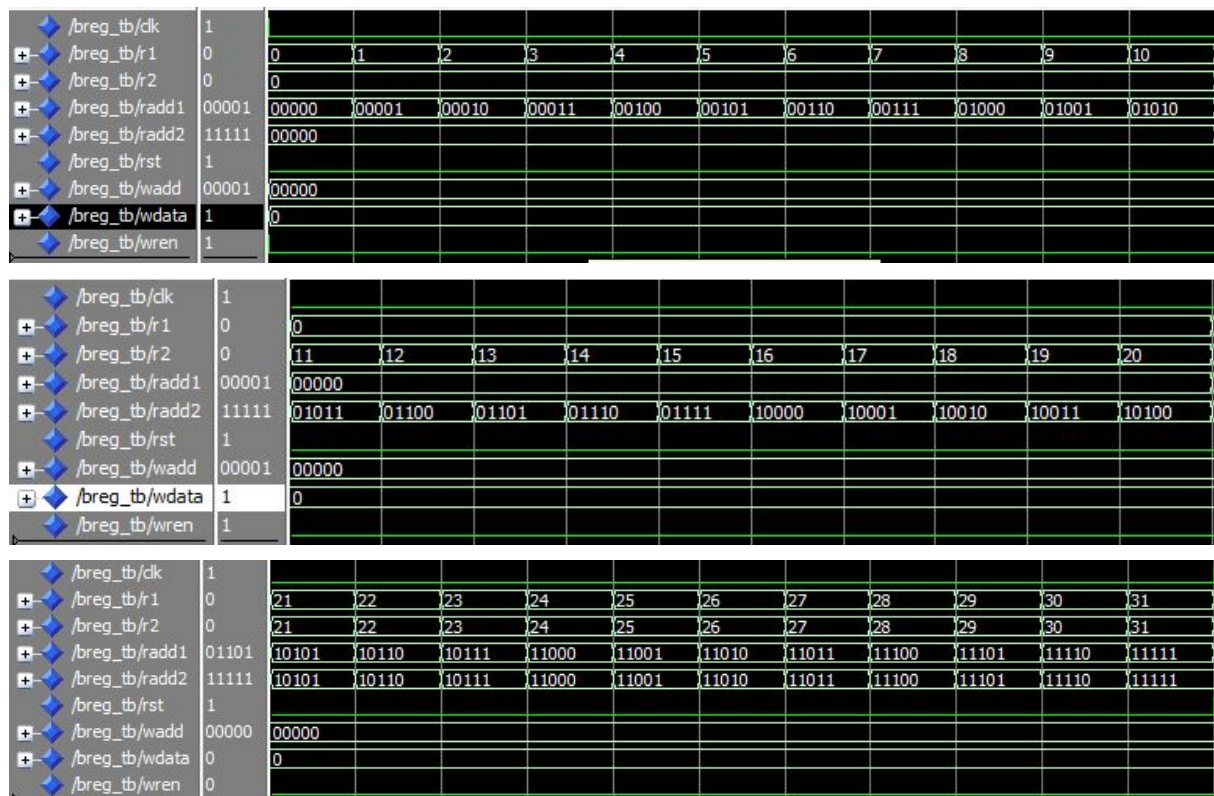 /breg_tb/clk 1
/breg_tb/r1 0 0 1 2 3 4 5 6 7 8 9 10
/breg_tb/r2 0 0
/breg_tb/radd1 00001 00000 00001 00010 00011 00100 00101 00110 00111 01000 01001 01010
/breg_tb/radd2 11111 00000
/breg_tb/rst 1
/breg_tb/wadd 00001 00000
/breg_tb/wdata 1 0
/breg_tb/wren 1
/breg_tb/clk 1
/breg_tb/r1 0 0
/breg_tb/r2 0 11 12 13 14 15 16 17 18 19 20
/breg_tb/radd1 00001 00000
/breg_tb/radd2 11111 01011 01100 01101 01110 01111 10000 10001 10010 10011 10100
/breg_tb/rst 1
/breg_tb/wadd 00001 00000
/breg_tb/wdata 1 0
/breg_tb/wren 1
/breg_tb/clk 1
/breg_tb/r1 0 21 22 23 24 25 26 27 28 29 30 31
/breg_tb/r2 0 21 22 23 24 25 26 27 28 29 30 31
/breg_tb/radd1 01101 10101 10110 10111 11000 11001 11010 11011 11100 11101 11110 11111
/breg_tb/radd2 11111 10101 10110 10111 11000 11001 11010 11011 11100 11101 11110 11111
/breg_tb/rst 1
/breg_tb/wadd 00000 00000
/breg_tb/wdata 0 0
/breg_tb/wren 0